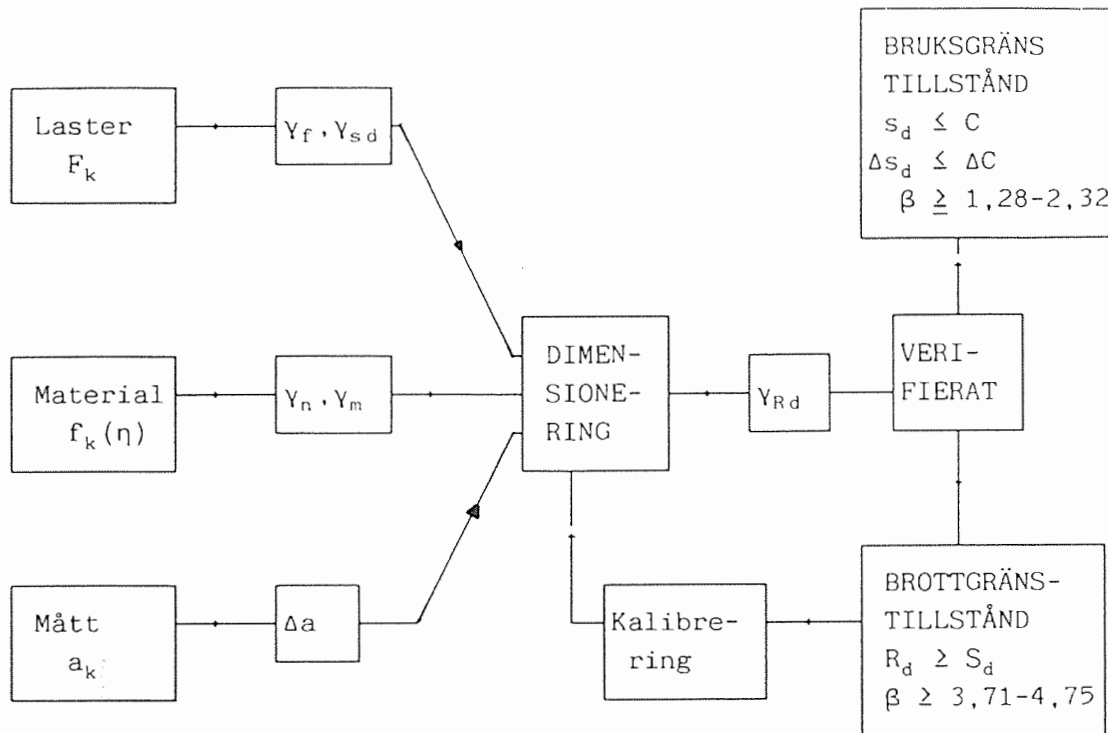 Laster
F_k
γ_f, γ_sd
BRUKSGRÄNS
TILLSTÅND
s_d ≤ C
Δs_d ≤ ΔC
β ≥ 1,28-2,32
Material
f_k(η)
γ_n, γ_m
DIMEN-
SIONE-
RING
γ_Rd
VERI-
FIERAT
Mått
a_k
Δa
Kalibre-
ring
BROTTGRÄNS-
TILLSTÅND
R_d ≥ S_d
β ≥ 3,71-4,75